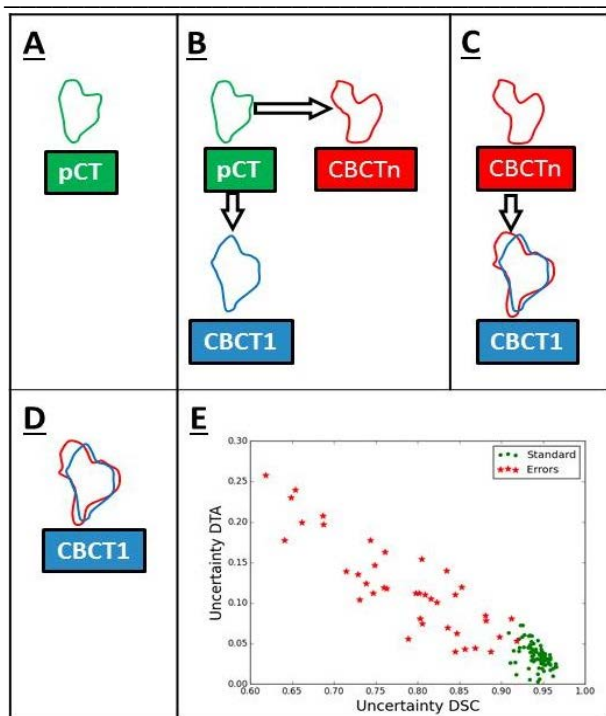 A
pCT
B
pCT
CBCTn
CBCT1
C
CBCTn
CBCT1
D
CBCT1
E
0.30
0.25
0.20
0.15
0.10
0.05
0.00
Uncertainty DTA
Standard
Errors
0.60 0.65 0.70 0.75 0.80 0.85 0.90 0.95 1.00
Uncertainty DSC